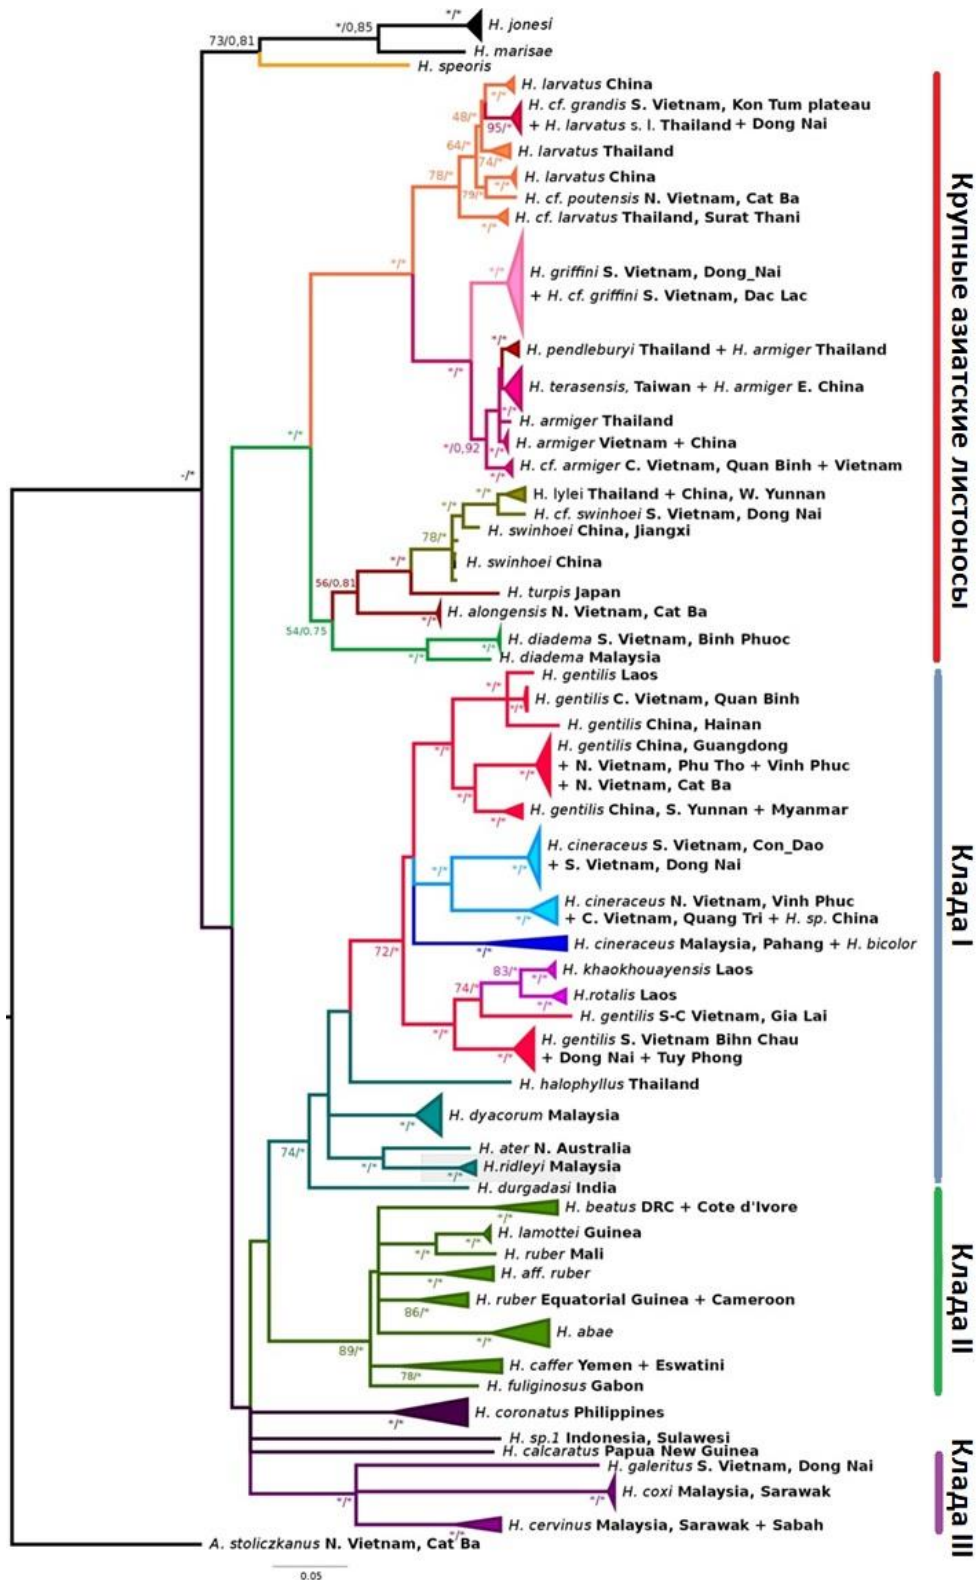 */*
H. jonesi
*/0,85
73/0,81
H. marisae
H. speoris
H. larvatus China
*/*
H. cf. grandis S. Vietnam, Kon Tum plateau
48/*
95/*
+ H. larvatus s. l. Thailand + Dong Nai
64/*
H. larvatus Thailand
74/*
78/*
H. larvatus China
*/*
79/*
H. cf. poutensis N. Vietnam, Cat Ba
H. cf. larvatus Thailand, Surat Thani
*/*
*/*
*/*
H. griffini S. Vietnam, Dong_Nai
+ H. cf. griffini S. Vietnam, Dac Lac
*/*
H. pendleburyi Thailand + H. armiger Thailand
*/*
H. terasensis, Taiwan + H. armiger E. China
*/*
H. armiger Thailand
*/*
H. armiger Vietnam + China
*/0,92
*/*
H. cf. armiger C. Vietnam, Quan Binh + Vietnam
*/*
-/*
*/*
H. lylei Thailand + China, W. Yunnan
*/*
H. cf. swinhoei S. Vietnam, Dong Nai
H. swinhoei China, Jiangxi
78/*
*/*
H. swinhoei China
56/0.81
H. turpis Japan
H. alongensis N. Vietnam, Cat Ba
*/*
54/0,75
H. diadema S. Vietnam, Binh Phuoc
*/*
*/*
H. diadema Malaysia
Крупные азиатские листоносы
H. gentilis Laos
*/*
H. gentilis C. Vietnam, Quan Binh
*/*
H. gentilis China, Hainan
*/*
H. gentilis China, Guangdong
+ N. Vietnam, Phu Tho + Vinh Phuc
*/*
+ N. Vietnam, Cat Ba
*/*
H. gentilis China, S. Yunnan + Myanmar
*/*
H. cineraceus S. Vietnam, Con_Dao
+ S. Vietnam, Dong Nai
*/*
*/*
H. cineraceus N. Vietnam, Vinh Phuc
+ C. Vietnam, Quang Tri + H. sp. China
*/*
H. cineraceus Malaysia, Pahang + H. bicolor
*/*
72/*
H. khaokhouayensis Laos
83/*
*/*
74/*
H.rotalis Laos
*/*
H. gentilis S-C Vietnam, Gia Lai
*/*
H. gentilis S. Vietnam Bihn Chau
+ Dong Nai + Tuy Phong
*/*
H. halophyllus Thailand
H. dyacorum Malaysia
*/*
H. ater N. Australia
74/*
*/*
H.ridleyi Malaysia
*/*
H. durgadasi India
Клада I
H. beatus DRC + Cote d'Ivore
*/*
H. lamottei Guinea
*/*
*/*
H. ruber Mali
H. aff. ruber
*/*
H. ruber Equatorial Guinea + Cameroon
86/*
H. abae
*/*
89/*
H. caffer Yemen + Eswatini
78/*
H. fuliginosus Gabon
Клада II
H. coronatus Philippines
*/*
H. sp.1 Indonesia, Sulawesi
H. calcaratus Papua New Guinea
H. galeritus S. Vietnam, Dong Nai
H. coxi Malaysia, Sarawak
*/*
*/*
H. cervinus Malaysia, Sarawak + Sabah
*/*
Клада III
A. stoliczkanus N. Vietnam, Cat Ba
0.05